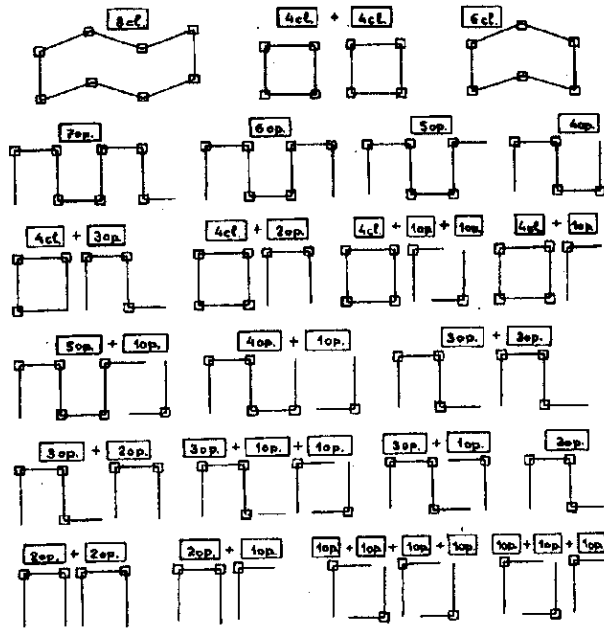 8cl. 4cl. + 4cl. 6cl.
7op. 6op. 5op. 4op.
4cl. + 3op. 4cl. + 2op. 4cl. + 1op + 1op. 4cl + 1op.
5op. + 1op. 4op. + 1op. 3op. + 3op.
3op. + 2op. 3op. + 1op. + 1op. 3op. + 1op. 3op.
2op. + 2op. 2op. + 1op. 1op. + 1op. + 1op. + 1op 1op. + 1op. + 1op.